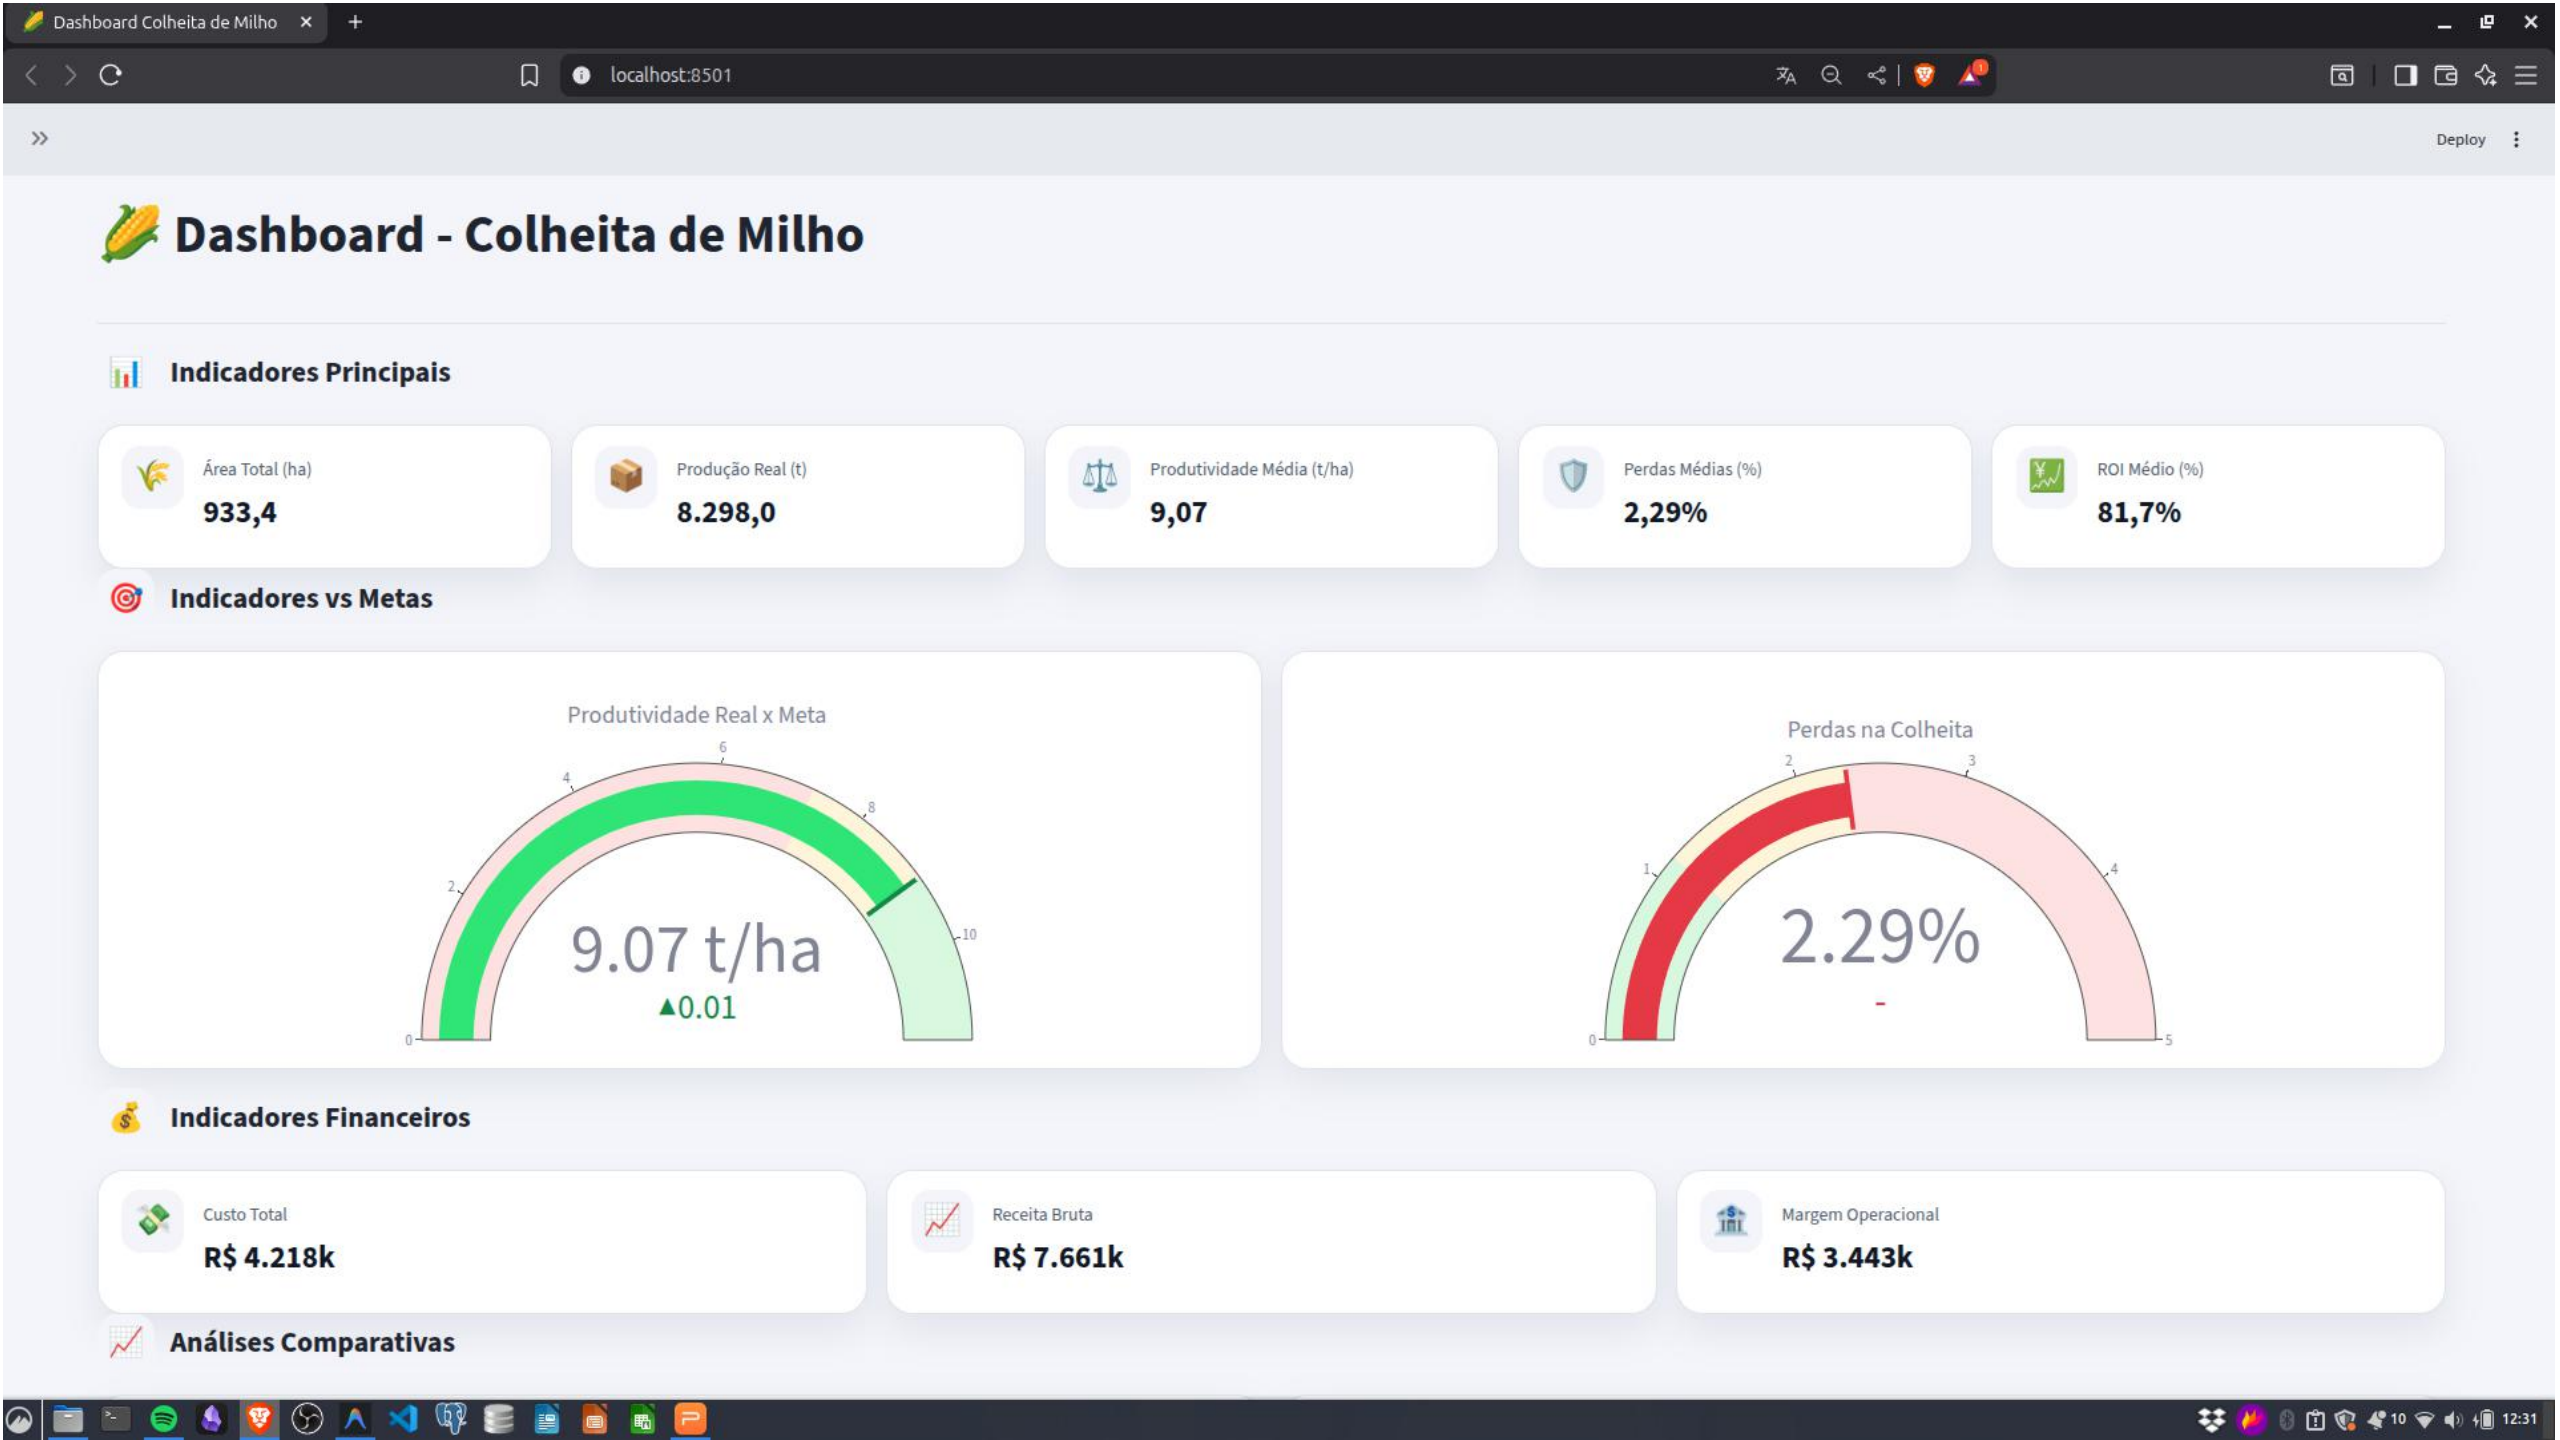 Dashboard Colheita de Milho
localhost:8501
1
Deploy
Dashboard - Colheita de Milho
Indicadores Principais
Área Total (ha)
933,4
Produção Real (t)
8.298,0
Produtividade Média (t/ha)
9,07
Perdas Médias (%)
2,29%
ROI Médio (%)
81,7%
Indicadores vs Metas
Produtividade Real x Meta
0
2
4
6
8
10
9.07 t/ha
▲0.01
Perdas na Colheita
0
1
2
3
4
5
2.29%
-
Indicadores Financeiros
Custo Total
R$ 4.218k
Receita Bruta
R$ 7.661k
Margem Operacional
R$ 3.443k
Análises Comparativas
10
12:31